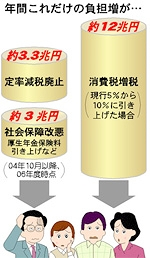 年間これだけの負担増が…
約3.3兆円
定率減税廃止
約3兆円
社会保障改悪
厚生年金保険料
引き上げなど
(04年10月以降、
06年度時点)
約12兆円
消費税増税
(現行5%から
10%に引き
上げた場合)